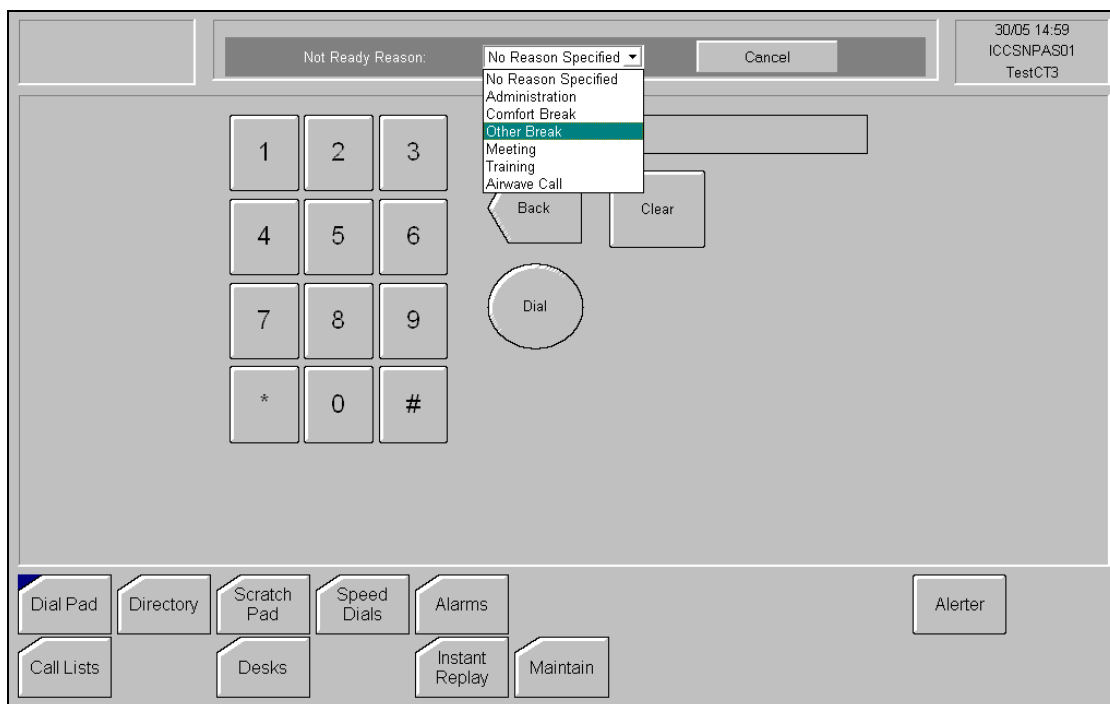 30/05 14:59
ICCSNPAS01
TestCT3
Not Ready Reason:
No Reason Specified
Cancel
No Reason Specified
Administration
Comfort Break
Other Break
Meeting
Training
Airwave Call
1 2 3
4 5 6
7 8 9
* 0 #
Back
Clear
Dial
Dial Pad
Directory
Scratch
Pad
Speed
Dials
Alarms
Alerter
Call Lists
Desks
Instant
Replay
Maintain